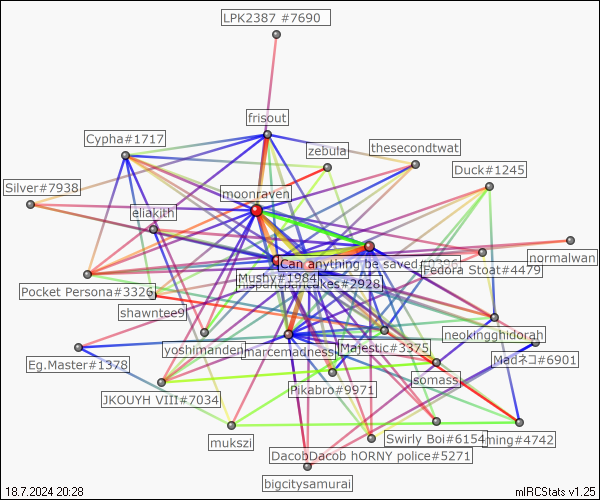 LPK2387 #7690
frisout
Cypha#1717
zebula
thesecondtwat
Duck#1245
Silver#7938
moonraven
eliakith
normalwan
Can anything be saved
Fedora Stoat#4479
Mushy#1984
cakes#2928
Pocket Persona#3326
shawntee9
neokingghidorah
yoshimanden
marcemadness
Majestic#3375
Madネコ#6901
Eg.Master#1378
somass
Pikabro#9971
JKOUYH VIII#7034
mukszi
Swirly Boi#6154
ming#4742
DacobDacob hORNY police#5271
bigcitysamurai
18.7.2024 20:28
mIRCStats v1.25